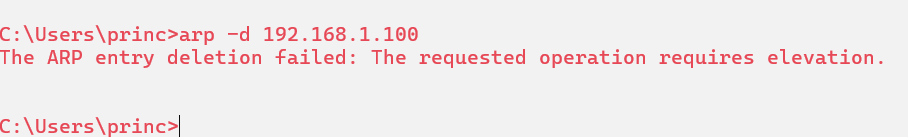 C:\Users\princ>arp -d 192.168.1.100
The ARP entry deletion failed: The requested operation requires elevation.
C:\Users\princ>